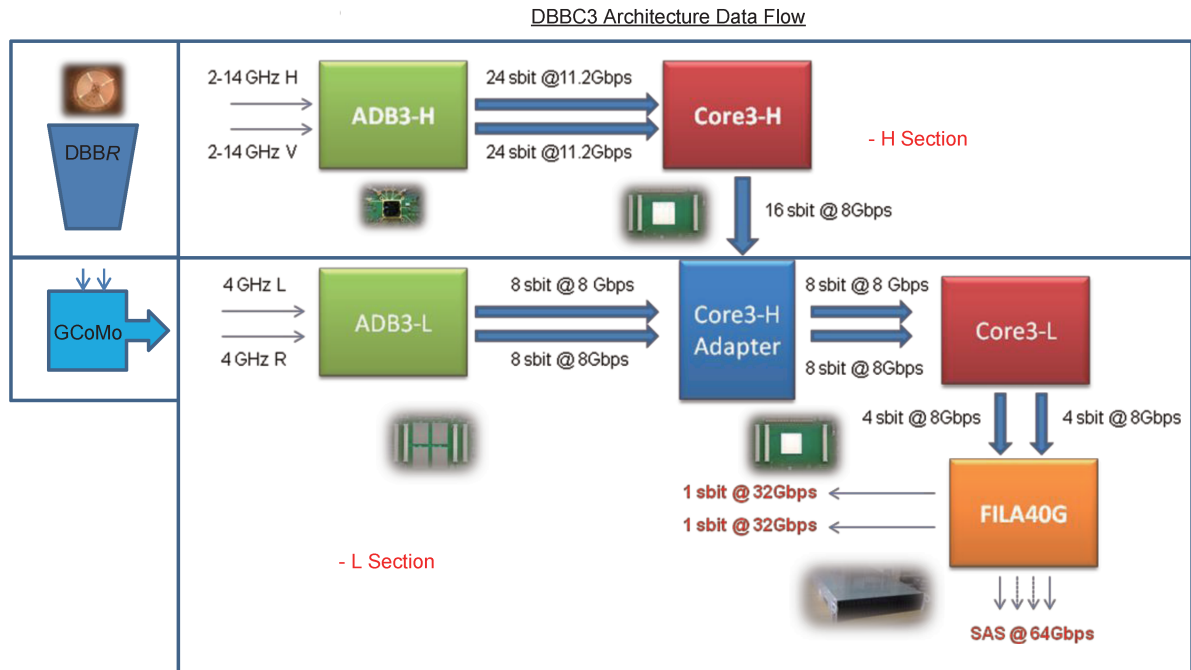 DBBC3 Architecture Data Flow
DBBR
2-14 GHz H
2-14 GHz V
ADB3-H
24 sbit @11.2Gbps
24 sbit @11.2Gbps
Core3-H
- H Section
16 sbit @ 8Gbps
GCoMo
4 GHz L
4 GHz R
ADB3-L
8 sbit @ 8 Gbps
8 sbit @ 8Gbps
Core3-H
Adapter
8 sbit @ 8 Gbps
8 sbit @ 8Gbps
Core3-L
4 sbit @ 8Gbps
4 sbit @ 8Gbps
1 sbit @ 32Gbps
1 sbit @ 32Gbps
FILA40G
- L Section
SAS @ 64Gbps